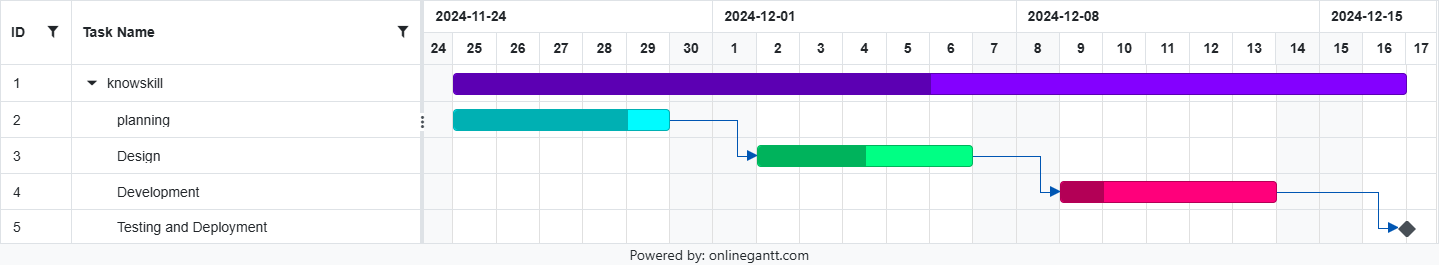 2024-11-24 2024-12-01 2024-12-08 2024-12-15
ID Task Name
24 25 26 27 28 29 30 1 2 3 4 5 6 7 8 9 10 11 12 13 14 15 16 17
1 knowskill
2 planning
3 Design
4 Development
5 Testing and Deployment
Powered by: onlinegantt.com